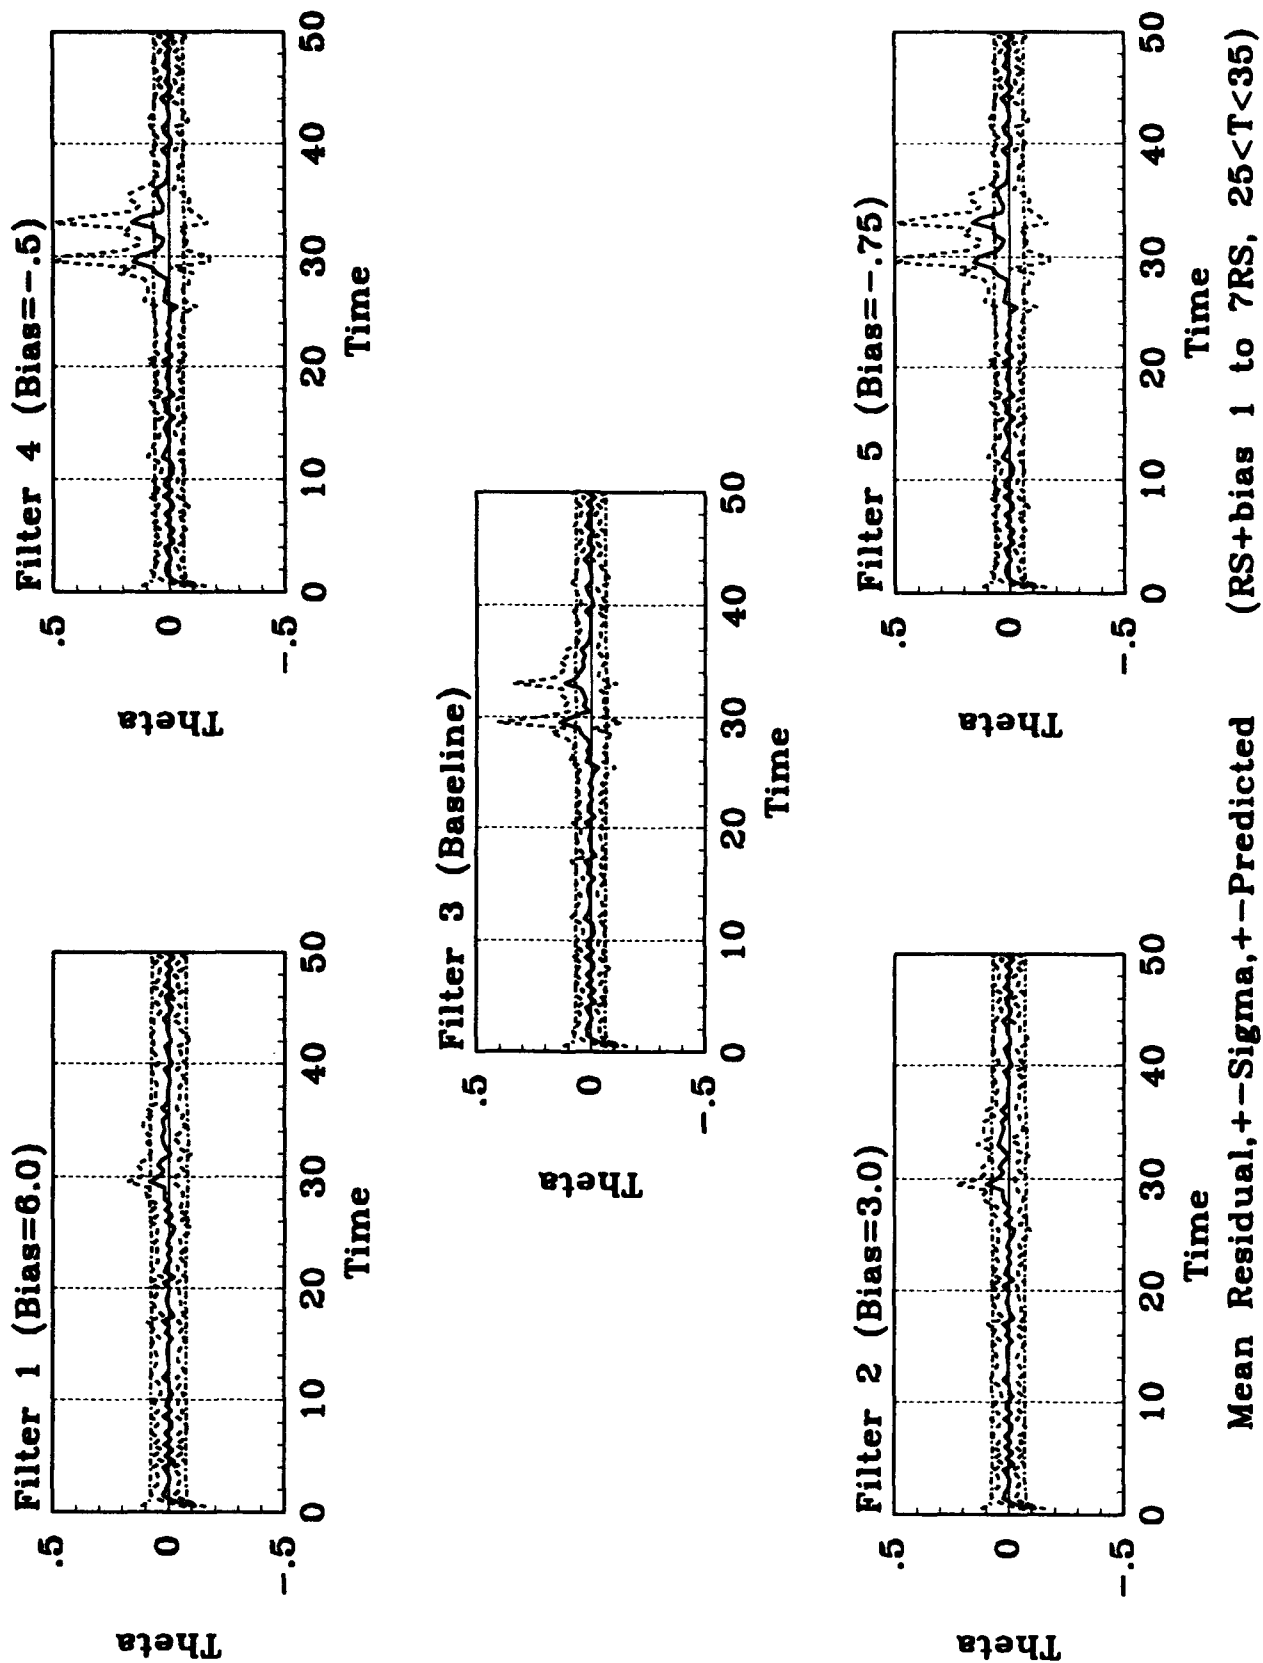 Filter 1 (Bias=6.0)
Theta
.5
0
-.5
0 10 20 30 40 50
Time
Filter 4 (Bias=-.5)
Theta
.5
0
-.5
0 10 20 30 40 50
Time
Filter 3 (Baseline)
Theta
.5
0
-.5
0 10 20 30 40 50
Time
Filter 2 (Bias=3.0)
Theta
.5
0
-.5
0 10 20 30 40 50
Time
Filter 5 (Bias=-.75)
Theta
.5
0
-.5
0 10 20 30 40 50
Time
Mean Residual,+-Sigma,+-Predicted (RS+bias 1 to 7RS, 25<T<35)